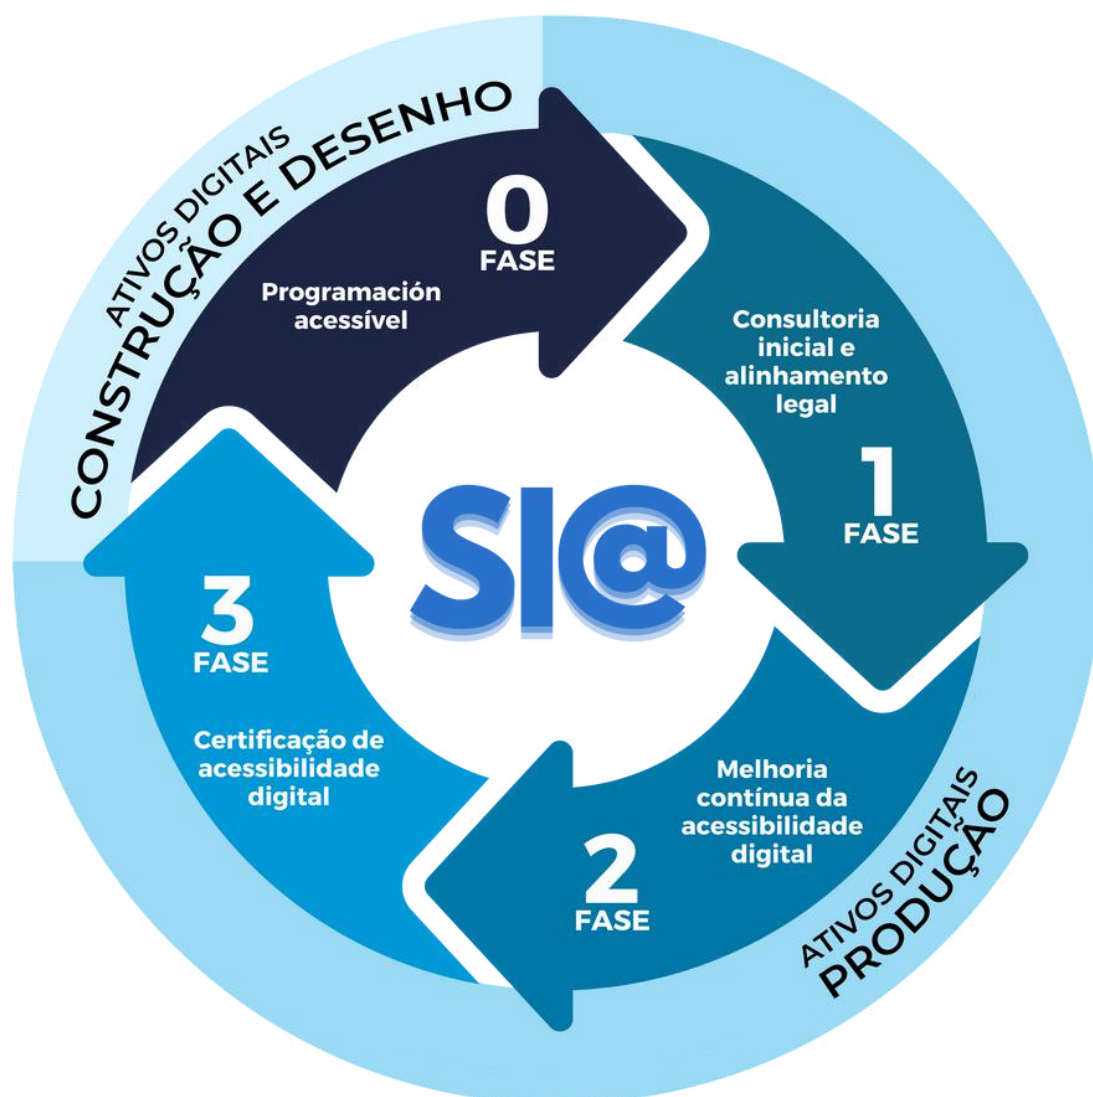 ATIVOS DIGITAIS
CONSTRUÇÃO E DESENHO
0
FASE
Programación
acessível
Consultoria
inicial e
alinhamento
legal
1
FASE
SIC@
3
FASE
Certificação de
acessibilidade
digital
Melhoria
contínua da
acessibilidade
digital
2
FASE
ATIVOS DIGITAIS
PRODUÇÃO